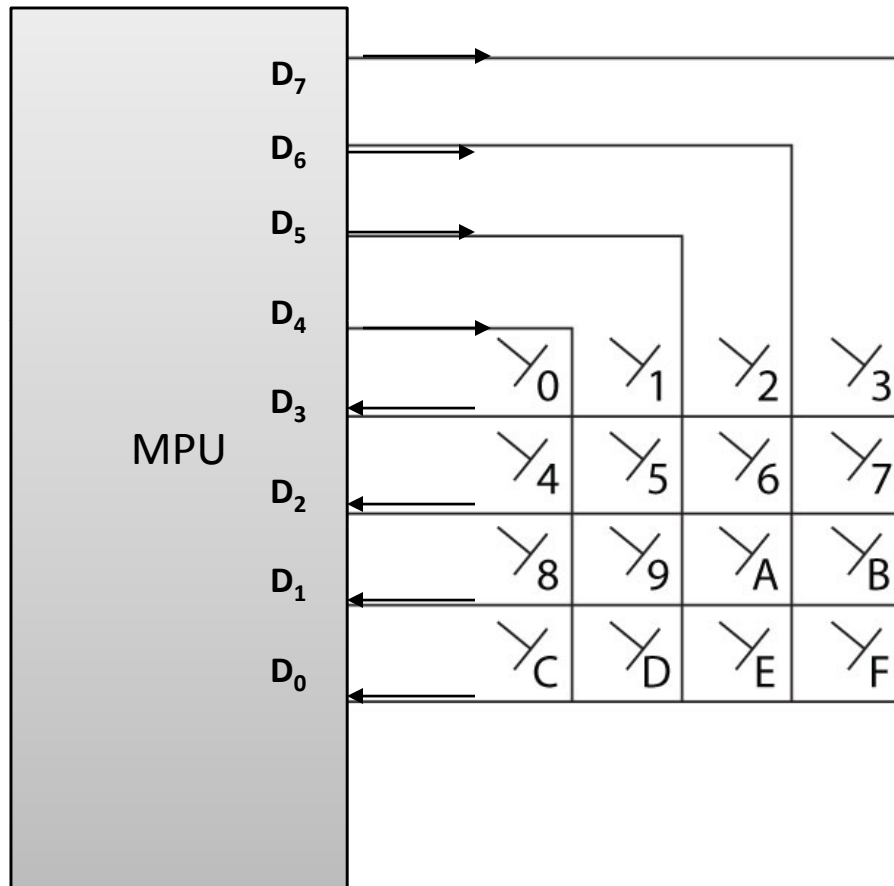 D₇
D₆
D₅
D₄
0 1 2 3
D₃
MPU
4 5 6 7
D₂
8 9 A B
D₁
C D E F
D₀